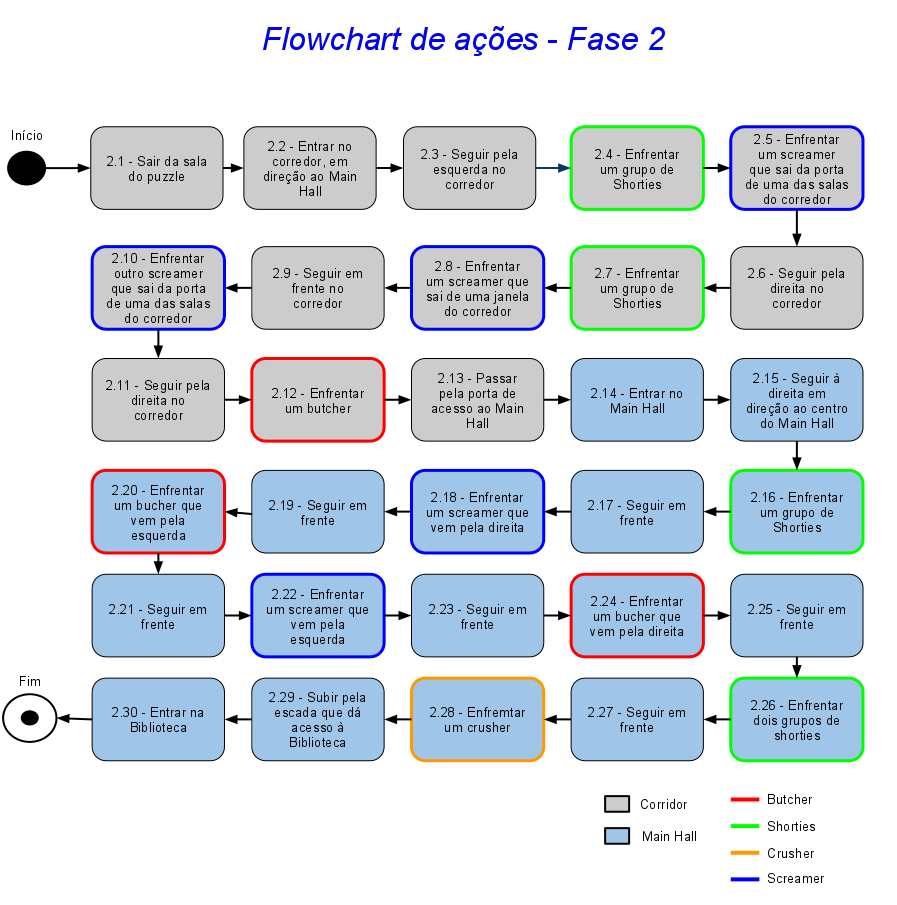 Flowchart de ações - Fase 2
Início
2.1 - Sair da sala
do puzzle
2.2 - Entrar no
corredor, em
direção ao Main
Hall
2.3 - Seguir pela
esquerda no
corredor
2.4 - Enfrentar
um grupo de
Shorties
2.5 - Enfrentar
um screamer
que sai da porta
de uma das salas
do corredor
2.10 - Enfrentar
outro screamer
que sai da porta
de uma das salas
do corredor
2.9 - Seguir em
frente no
corredor
2.8 - Enfrentar
um screamer que
sai de uma janela
do corredor
2.7 - Enfrentar
um grupo de
Shorties
2.6 - Seguir pela
direita no
corredor
2.11 - Seguir pela
direita no
corredor
2.12 - Enfrentar
um butcher
2.13 - Passar
pela porta de
acesso ao Main
Hall
2.14 - Entrar no
Main Hall
2.15 - Seguir à
direita em
direção ao centro
do Main Hall
2.20 - Enfrentar
um bucher que
vem pela
esquerda
2.19 - Seguir em
frente
2.18 - Enfrentar
um screamer que
vem pela direita
2.17 - Seguir em
frente
2.16 - Enfrentar
um grupo de
Shorties
2.21 - Seguir em
frente
2.22 - Enfrentar
um screamer que
vem pela
esquerda
2.23 - Seguir em
frente
2.24 - Enfrentar
um bucher que
vem pela direita
2.25 - Seguir em
frente
Fim
2.30 - Entrar na
Biblioteca
2.29 - Subir pela
escada que dá
acesso à
Biblioteca
2.28 - Enfremtar
um crusher
2.27 - Seguir em
frente
2.26 - Enfrentar
dois grupos de
shorties
Corridor
Main Hall
Butcher
Shorties
Crusher
Screamer